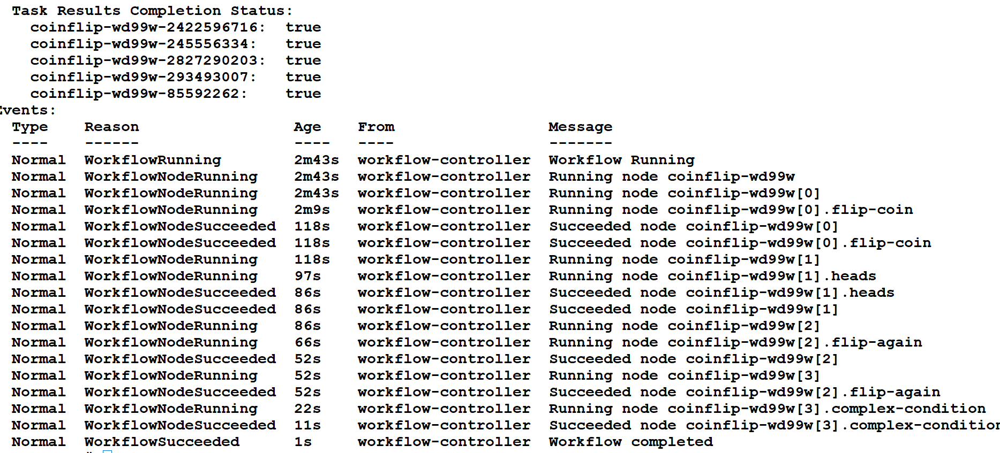 Task Results Completion Status:
coinflip-wd99w-2422596716: true
coinflip-wd99w-245556334: true
coinflip-wd99w-2827290203: true
coinflip-wd99w-293493007: true
coinflip-wd99w-85592262: true
Events:
Type Reason Age From Message
---- ------ ---- ---- -------
Normal WorkflowRunning 2m43s workflow-controller Workflow Running
Normal WorkflowNodeRunning 2m43s workflow-controller Running node coinflip-wd99w
Normal WorkflowNodeRunning 2m43s workflow-controller Running node coinflip-wd99w[0]
Normal WorkflowNodeRunning 2m9s workflow-controller Running node coinflip-wd99w[0].flip-coin
Normal WorkflowNodeSucceeded 118s workflow-controller Succeeded node coinflip-wd99w[0]
Normal WorkflowNodeSucceeded 118s workflow-controller Succeeded node coinflip-wd99w[0].flip-coin
Normal WorkflowNodeRunning 118s workflow-controller Running node coinflip-wd99w[1]
Normal WorkflowNodeRunning 97s workflow-controller Running node coinflip-wd99w[1].heads
Normal WorkflowNodeSucceeded 86s workflow-controller Succeeded node coinflip-wd99w[1].heads
Normal WorkflowNodeSucceeded 86s workflow-controller Succeeded node coinflip-wd99w[1]
Normal WorkflowNodeRunning 86s workflow-controller Running node coinflip-wd99w[2]
Normal WorkflowNodeRunning 66s workflow-controller Running node coinflip-wd99w[2].flip-again
Normal WorkflowNodeSucceeded 52s workflow-controller Succeeded node coinflip-wd99w[2]
Normal WorkflowNodeRunning 52s workflow-controller Running node coinflip-wd99w[3]
Normal WorkflowNodeSucceeded 52s workflow-controller Succeeded node coinflip-wd99w[2].flip-again
Normal WorkflowNodeRunning 22s workflow-controller Running node coinflip-wd99w[3].complex-condition
Normal WorkflowNodeSucceeded 11s workflow-controller Succeeded node coinflip-wd99w[3].complex-condition
Normal WorkflowSucceeded 1s workflow-controller Workflow completed